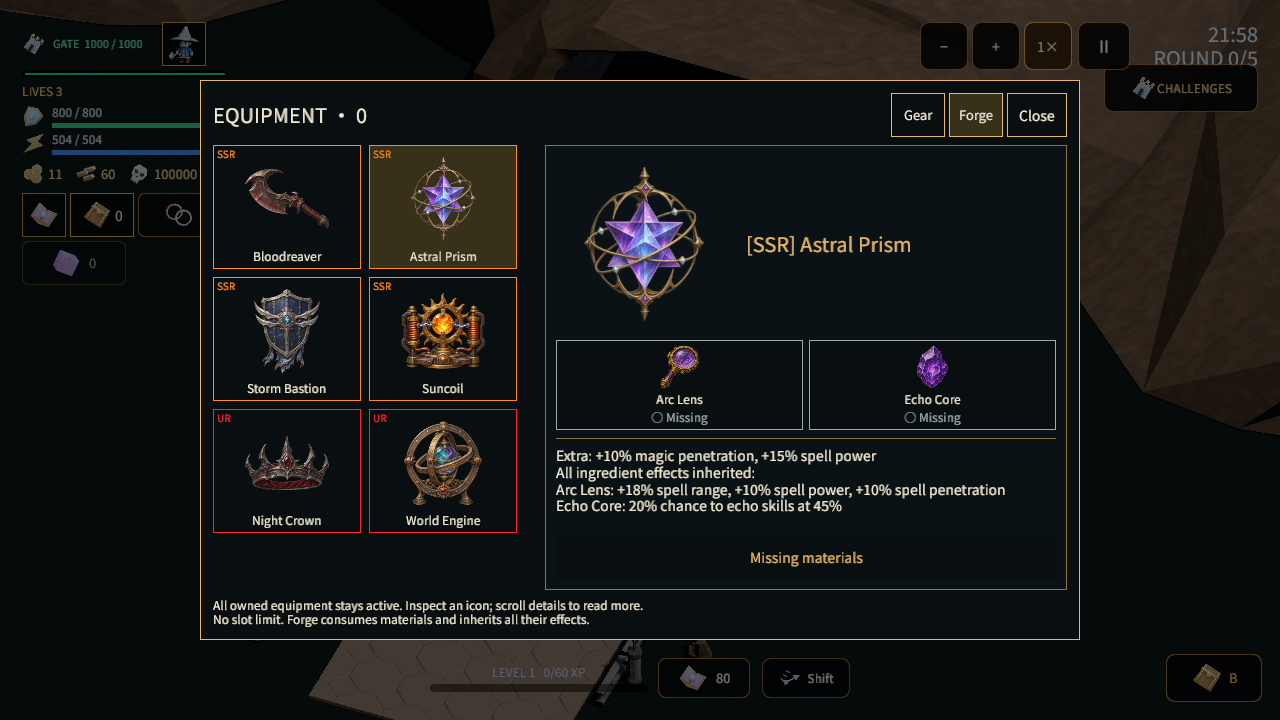 GATE 1000 / 1000
LIVES 3
800 / 800
504 / 504
11
60
100000
0
0
−
+
1×
21:58
ROUND 0/5
CHALLENGES
EQUIPMENT • 0
Gear
Forge
Close
SSR
Bloodreaver
SSR
Astral Prism
SSR
Storm Bastion
SSR
Suncoil
UR
Night Crown
UR
World Engine
[SSR] Astral Prism
Arc Lens
Missing
Echo Core
Missing
Extra: +10% magic penetration, +15% spell power
All ingredient effects inherited:
Arc Lens: +18% spell range, +10% spell power, +10% spell penetration
Echo Core: 20% chance to echo skills at 45%
Missing materials
All owned equipment stays active. Inspect an icon; scroll details to read more.
No slot limit. Forge consumes materials and inherits all their effects.
LEVEL 1 0/60 XP
80
Shift
B